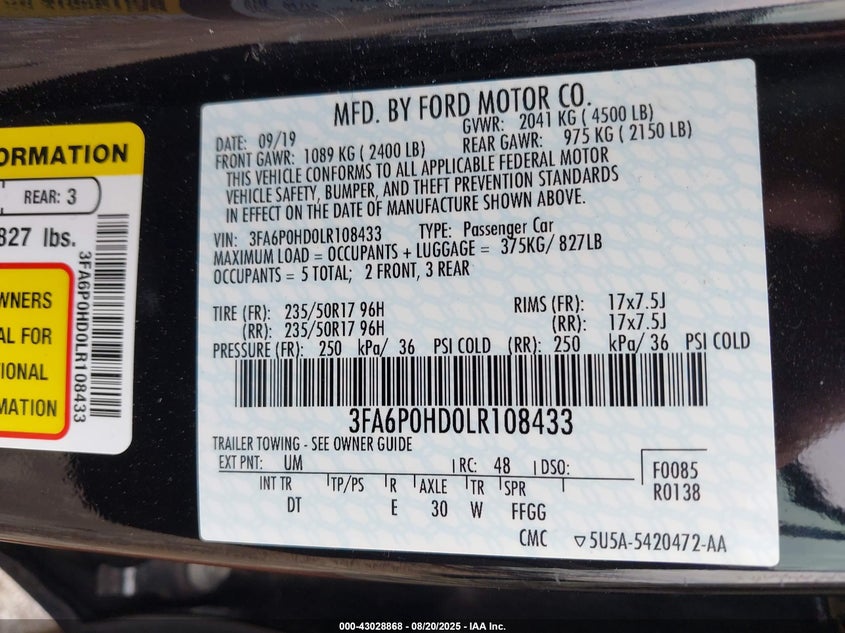 ORMATION
REAR: 3
827 lbs.
WNERS
AL FOR
TIONAL
RMATION
3FA6P0HD0LR108433
MFD. BY FORD MOTOR CO.
DATE: 09/19 GVWR: 2041 KG ( 4500 LB)
FRONT GAWR: 1089 KG ( 2400 LB) REAR GAWR: 975 KG ( 2150 LB)
THIS VEHICLE CONFORMS TO ALL APPLICABLE FEDERAL MOTOR
VEHICLE SAFETY, BUMPER, AND THEFT PREVENTION STANDARDS
IN EFFECT ON THE DATE OF MANUFACTURE SHOWN ABOVE.
VIN: 3FA6P0HD0LR108433 TYPE: Passenger Car
MAXIMUM LOAD = OCCUPANTS + LUGGAGE = 375KG/ 827LB
OCCUPANTS = 5 TOTAL; 2 FRONT, 3 REAR
TIRE (FR): 235/50R17 96H RIMS (FR): 17x7.5J
(RR): 235/50R17 96H (RR): 17x7.5J
PRESSURE (FR): 250 kPa/ 36 PSI COLD (RR): 250 kPa/ 36 PSI COLD
3FA6P0HD0LR108433
TRAILER TOWING - SEE OWNER GUIDE
EXT PNT: UM RC: 48 DSO: F0085
INT TR TP/PS R AXLE TR SPR R0138
DT E 30 W FFGG
CMC ▽5U5A-5420472-AA
000-43028868 - 08/20/2025 - IAA Inc.